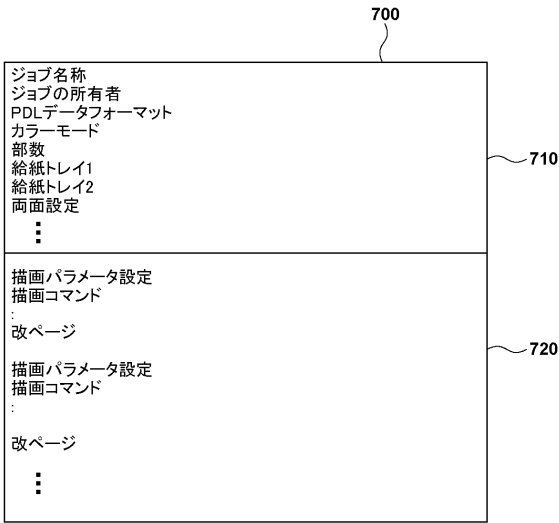 700
ジョブ名称
ジョブの所有者
PDLデータフォーマット
カラーモード
部数
給紙トレイ1
給紙トレイ2
両面設定
⋮
710
描画パラメータ設定
描画コマンド
:
改ページ
描画パラメータ設定
描画コマンド
:
改ページ
⋮
720